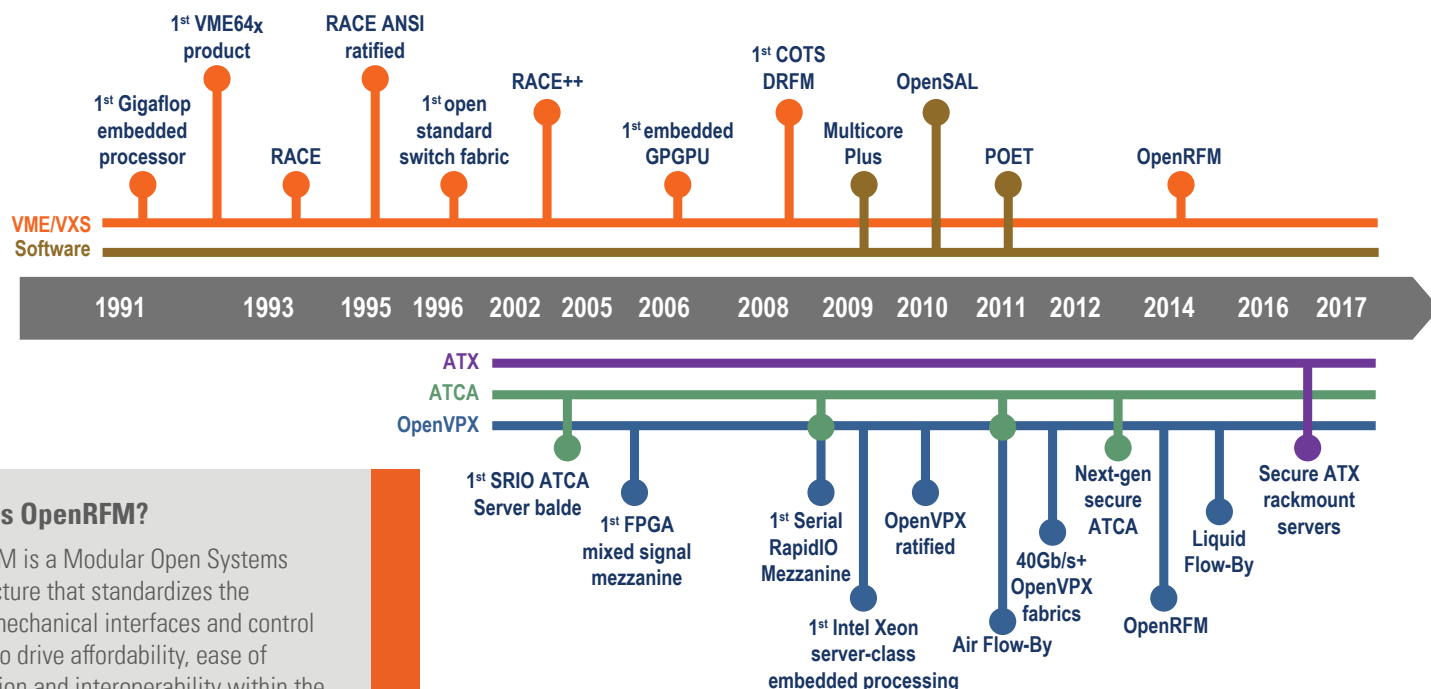 1st VME64x
product
RACE ANSI
ratified
1st COTS
DRFM
RACE++
OpenSAL
1st Gigaflop
embedded
processor
RACE
1st open
standard
switch fabric
1st embedded
GPGPU
Multicore
Plus
POET
OpenRFM
VME/VXS
Software
1991 1993 1995 1996 2002 2005 2006 2008 2009 2010 2011 2012 2014 2016 2017
ATX
ATCA
OpenVPX
1st SRIO ATCA
Server balde
1st FPGA
mixed signal
mezzanine
1st Serial
RapidIO
Mezzanine
1st Intel Xeon
server-class
embedded processing
OpenVPX
ratified
Air Flow-By
40Gb/s+
OpenVPX
fabrics
Next-gen
secure
ATCA
OpenRFM
Liquid
Flow-By
Secure ATX
rackmount
servers
s OpenRFM?
M is a Modular Open Systems
cture that standardizes the
mechanical interfaces and control
o drive affordability, ease of
ion and interoperability within the